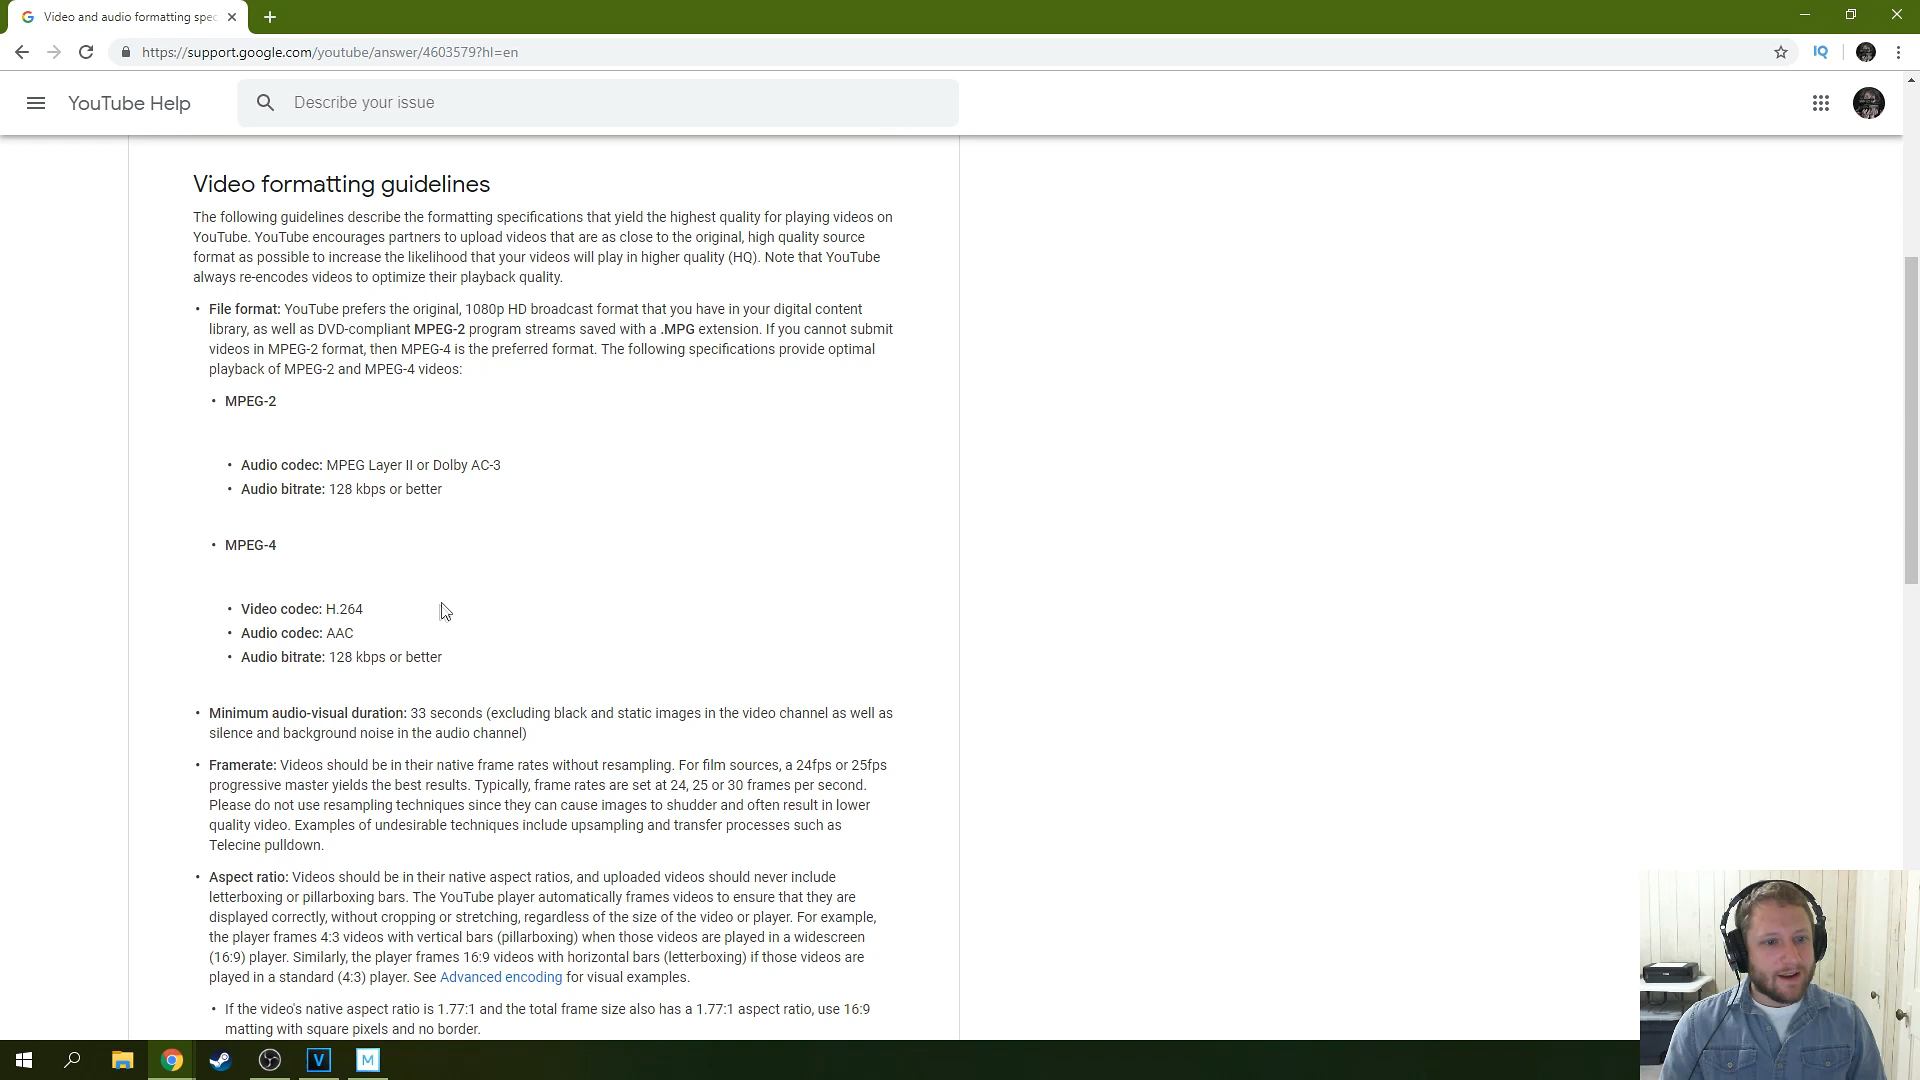 Video and audio formatting spec
https://support.google.com/youtube/answer/4603579?hl=en
IQ
YouTube Help
Describe your issue
Video formatting guidelines
The following guidelines describe the formatting specifications that yield the highest quality for playing videos on
YouTube. YouTube encourages partners to upload videos that are as close to the original, high quality source
format as possible to increase the likelihood that your videos will play in higher quality (HQ). Note that YouTube
always re-encodes videos to optimize their playback quality.
• File format: YouTube prefers the original, 1080p HD broadcast format that you have in your digital content
library, as well as DVD-compliant MPEG-2 program streams saved with a .MPG extension. If you cannot submit
videos in MPEG-2 format, then MPEG-4 is the preferred format. The following specifications provide optimal
playback of MPEG-2 and MPEG-4 videos:
• MPEG-2
• Audio codec: MPEG Layer II or Dolby AC-3
• Audio bitrate: 128 kbps or better
• MPEG-4
• Video codec: H.264
• Audio codec: AAC
• Audio bitrate: 128 kbps or better
• Minimum audio-visual duration: 33 seconds (excluding black and static images in the video channel as well as
silence and background noise in the audio channel)
• Framerate: Videos should be in their native frame rates without resampling. For film sources, a 24fps or 25fps
progressive master yields the best results. Typically, frame rates are set at 24, 25 or 30 frames per second.
Please do not use resampling techniques since they can cause images to shudder and often result in lower
quality video. Examples of undesirable techniques include upsampling and transfer processes such as
Telecine pulldown.
• Aspect ratio: Videos should be in their native aspect ratios, and uploaded videos should never include
letterboxing or pillarboxing bars. The YouTube player automatically frames videos to ensure that they are
displayed correctly, without cropping or stretching, regardless of the size of the video or player. For example,
the player frames 4:3 videos with vertical bars (pillarboxing) when those videos are played in a widescreen
(16:9) player. Similarly, the player frames 16:9 videos with horizontal bars (letterboxing) if those videos are
played in a standard (4:3) player. See Advanced encoding for visual examples.
• If the video's native aspect ratio is 1.77:1 and the total frame size also has a 1.77:1 aspect ratio, use 16:9
matting with square pixels and no border.
V
M